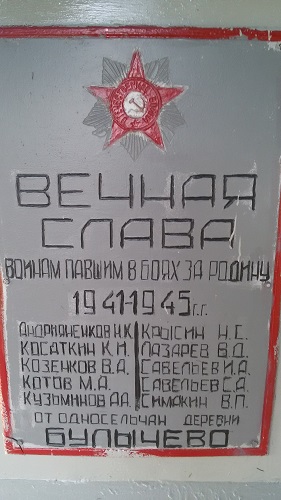 ВЕЧНАЯ
СЛАВА
ВОИНАМ ПАВШИМ В БОЯХ ЗА РОДИНУ
1941-1945 г.г.
АНДРИАНЕНКОВ И.К. КРЫСИН Н.С.
КОСАТКИН К.И. ЛАЗАРЕВ В.Д.
КОЗЕНКОВ В.А. САВЕЛЬЕВ И.А.
КОТОВ М.А. САВЕЛЬЕВ С.Д.
КУЗЬМИНОВ А.А. СИМАКИН В.П.
ОТ ОДНОСЕЛЬЧАН ДЕРЕВНИ
БУЛЫЧЕВО